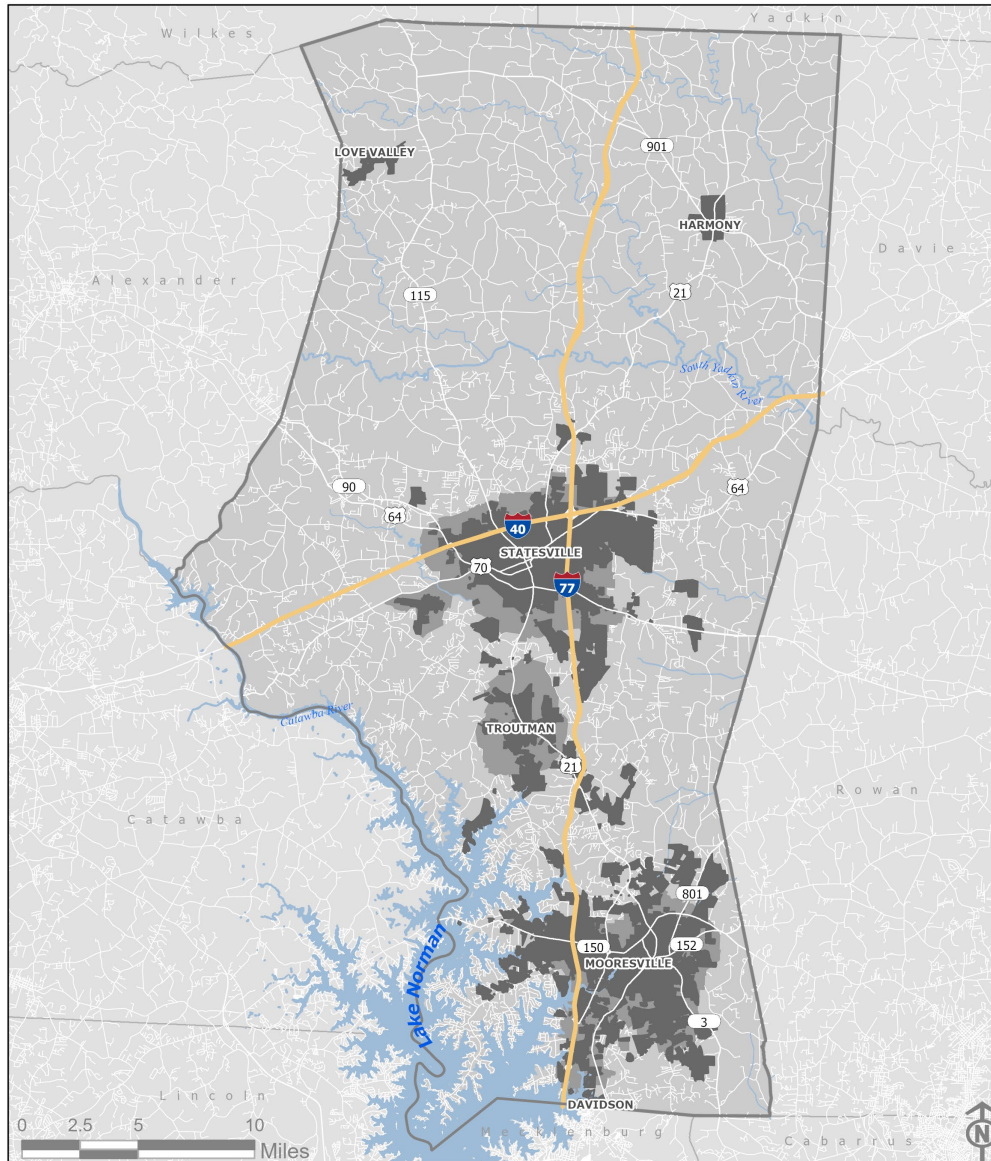 Wilkes
Yadkin
LOVE VALLEY
901
HARMONY
Davie
Alexander
115
21
South Yadkin
River
90
64
64
40
STATESVILLE
70
77
Catawba River
TROUTMAN
21
Rowan
Catawba
801
Lake Norman
150
152
MOORESVILLE
3
Lincoln
DAVIDSON
Mecklenburg
Cabarrus
0 2.5 5 10
Miles
N